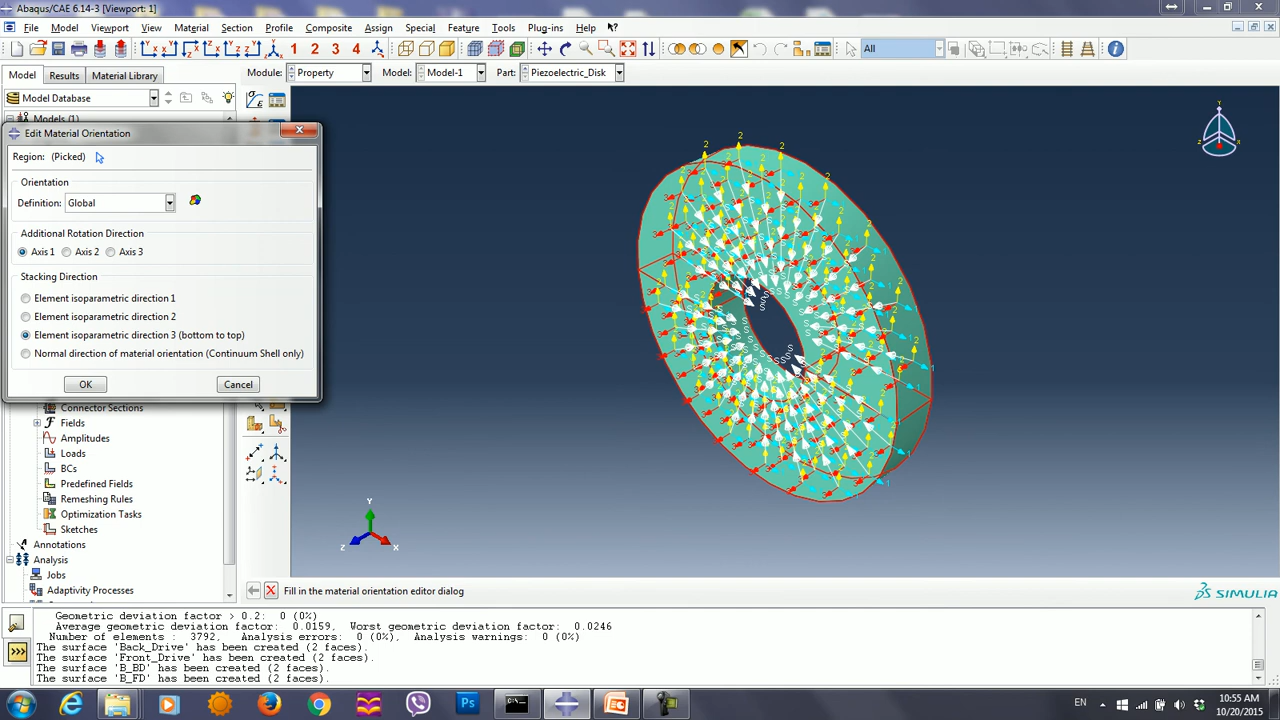 Abaqus/CAE 6.14-3 [Viewport: 1]
File Model Viewport View Material Section Profile Composite Assign Special Feature Tools Plug-ins Help
1 2 3 4 All
Model Results Material Library Module: Property Model: Model-1 Part: Piezoelectric_Disk
Model Database
Models (1)
Edit Material Orientation
Region: (Picked)
Orientation
Definition: Global
Additional Rotation Direction
Axis 1 Axis 2 Axis 3
Stacking Direction
Element isoparametric direction 1
Element isoparametric direction 2
Element isoparametric direction 3 (bottom to top)
Normal direction of material orientation (Continuum Shell only)
OK Cancel
Connector Sections
Fields
Amplitudes
Loads
BCs
Predefined Fields
Remeshing Rules
Optimization Tasks
Sketches
Annotations
Analysis
Jobs
Adaptivity Processes
Y
Z X
Fill in the material orientation editor dialog
SIMULIA
Geometric deviation factor > 0.2: 0 (0%)
Average geometric deviation factor: 0.0159, Worst geometric deviation factor: 0.0246
Number of elements : 3792, Analysis errors: 0 (0%), Analysis warnings: 0 (0%)
The surface 'Back_Drive' has been created (2 faces).
The surface 'Front_Drive' has been created (2 faces).
The surface 'B_BD' has been created (2 faces).
The surface 'B_FD' has been created (2 faces).
EN
10:55 AM
10/20/2015